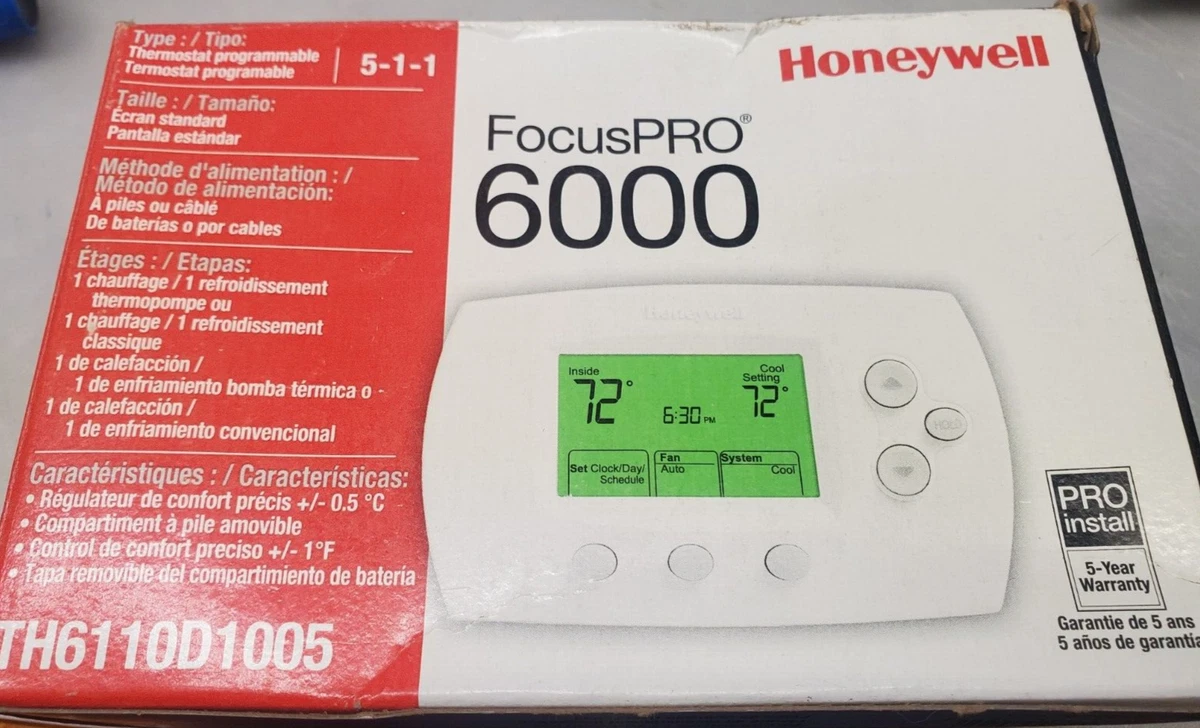 Type : / Tipo:
Thermostat programmable
Termostat programable
5-1-1
Taille : / Tamaño:
Écran standard
Pantalla estándar
Méthode d'alimentation : /
Método de alimentación:
À piles ou câblé
De baterías o por cables
Étages : / Etapas:
1 chauffage / 1 refroidissement
thermopompe ou
1 chauffage / 1 refroidissement
classique
1 de calefacción /
1 de enfriamiento bomba térmica o -
1 de calefacción /
1 de enfriamiento convencional
Caractéristiques : / Características:
• Régulateur de confort précis +/- 0.5 °C
• Compartiment à pile amovible
• Control de confort preciso +/- 1°F
• Tapa removible del compartimiento de batería
TH6110D1005
Honeywell
FocusPRO®
6000
Honeywell
Inside
72°
6:30 PM
Cool
Setting
72°
Set Clock/Day/
Schedule
Fan
Auto
System
Cool
HOLD
PRO
install
5-Year
Warranty
Garantie de 5 ans
5 años de garantía